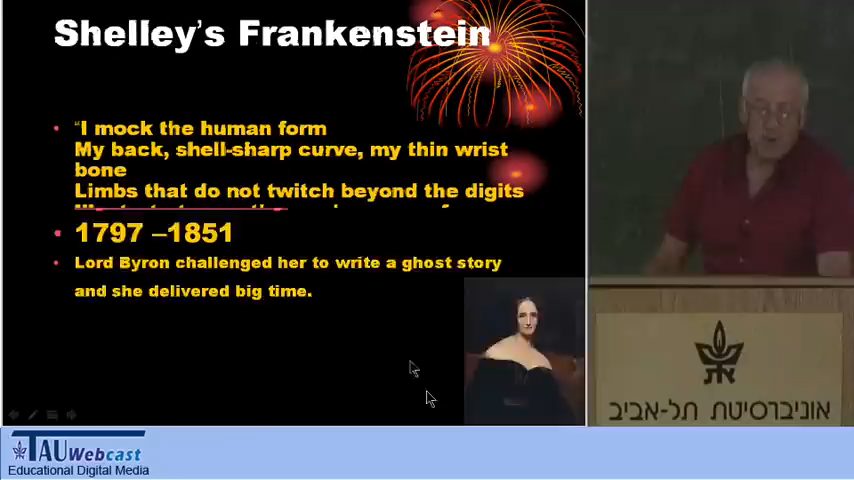 Shelley's Frankenstein
• "I mock the human form
My back, shell-sharp curve, my thin wrist
bone
Limbs that do not twitch beyond the digits
• 1797 –1851
• Lord Byron challenged her to write a ghost story
and she delivered big time.
אוניברסיטת תל-אביב
TAU Webcast
Educational Digital Media